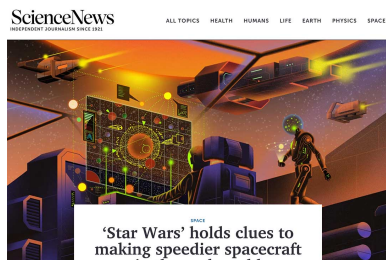 ScienceNews
INDEPENDENT JOURNALISM SINCE 1921
ALL TOPICS HEALTH HUMANS LIFE EARTH PHYSICS SPACE
SPACE
‘Star Wars’ holds clues to
making speedier spacecraft